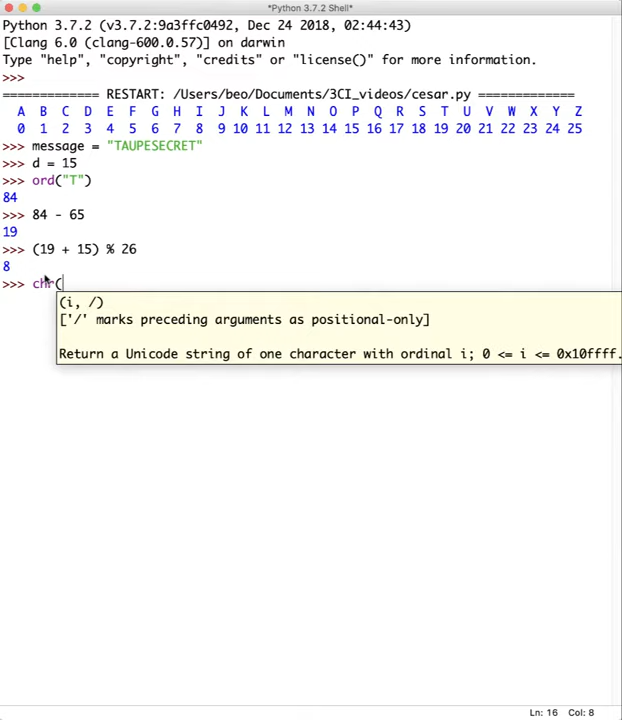 *Python 3.7.2 Shell*
Python 3.7.2 (v3.7.2:9a3ffc0492, Dec 24 2018, 02:44:43)
[Clang 6.0 (clang-600.0.57)] on darwin
Type "help", "copyright", "credits" or "license()" for more information.
>>>
============= RESTART: /Users/beo/Documents/3CI_videos/cesar.py =============
A B C D E F G H I J K L M N O P Q R S T U V W X Y Z
0 1 2 3 4 5 6 7 8 9 10 11 12 13 14 15 16 17 18 19 20 21 22 23 24 25
>>> message = "TAUPESECRET"
>>> d = 15
>>> ord("T")
84
>>> 84 - 65
19
>>> (19 + 15) % 26
8
>>> chr(
(i, /)
['/' marks preceding arguments as positional-only]
Return a Unicode string of one character with ordinal i; 0 <= i <= 0x10ffff.
Ln: 16 Col: 8